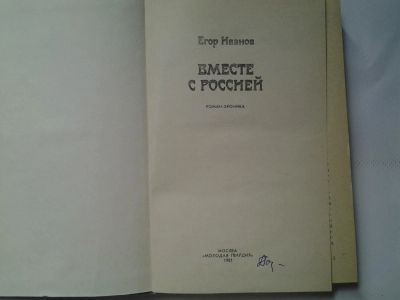 Егор Иванов
ВМЕСТЕ
С РОССИЕЙ
РОМАН-ХРОНИКА
МОСКВА
«МОЛОДАЯ ГВАРДИЯ»